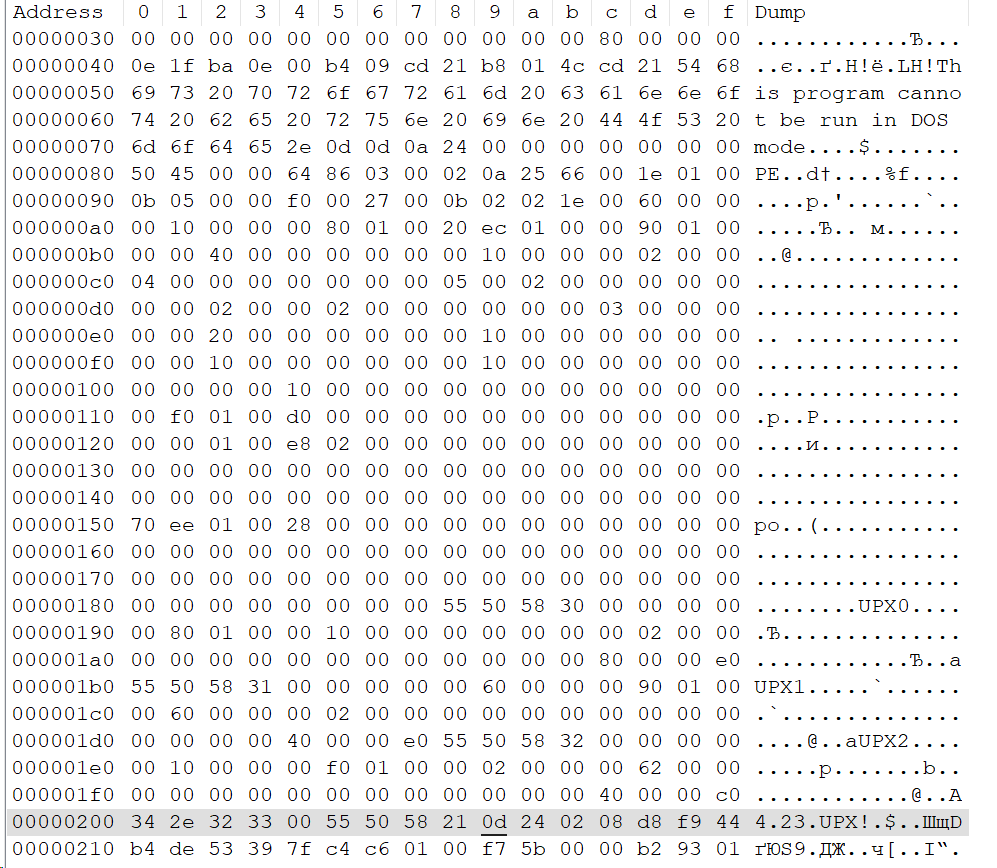 Address 0 1 2 3 4 5 6 7 8 9 a b c d e f Dump
00000030 00 00 00 00 00 00 00 00 00 00 00 00 80 00 00 00 ............Ђ...
00000040 0e 1f ba 0e 00 b4 09 cd 21 b8 01 4c cd 21 54 68 ..є..ґ.Н!ё.LН!Th
00000050 69 73 20 70 72 6f 67 72 61 6d 20 63 61 6e 6e 6f is program canno
00000060 74 20 62 65 20 72 75 6e 20 69 6e 20 44 4f 53 20 t be run in DOS
00000070 6d 6f 64 65 2e 0d 0d 0a 24 00 00 00 00 00 00 00 mode....$.......
00000080 50 45 00 00 64 86 03 00 02 0a 25 66 00 1e 01 00 PE..d†....%f....
00000090 0b 05 00 00 f0 00 27 00 0b 02 02 1e 00 60 00 00 ....р.'......`..
000000a0 00 10 00 00 00 80 01 00 20 ec 01 00 00 90 01 00 .....Ђ.. м......
000000b0 00 00 40 00 00 00 00 00 00 10 00 00 00 02 00 00 ..@.............
000000c0 04 00 00 00 00 00 00 00 05 00 02 00 00 00 00 00 ................
000000d0 00 00 02 00 00 02 00 00 00 00 00 00 03 00 00 00 ................
000000e0 00 00 20 00 00 00 00 00 00 10 00 00 00 00 00 00 .. .............
000000f0 00 00 10 00 00 00 00 00 00 10 00 00 00 00 00 00 ................
00000100 00 00 00 00 10 00 00 00 00 00 00 00 00 00 00 00 ................
00000110 00 f0 01 00 d0 00 00 00 00 00 00 00 00 00 00 00 .р..Р...........
00000120 00 00 01 00 e8 02 00 00 00 00 00 00 00 00 00 00 ....и...........
00000130 00 00 00 00 00 00 00 00 00 00 00 00 00 00 00 00 ................
00000140 00 00 00 00 00 00 00 00 00 00 00 00 00 00 00 00 ................
00000150 70 ee 01 00 28 00 00 00 00 00 00 00 00 00 00 00 pо..(...........
00000160 00 00 00 00 00 00 00 00 00 00 00 00 00 00 00 00 ................
00000170 00 00 00 00 00 00 00 00 00 00 00 00 00 00 00 00 ................
00000180 00 00 00 00 00 00 00 00 55 50 58 30 00 00 00 00 ........UPX0....
00000190 00 80 01 00 00 10 00 00 00 00 00 00 00 02 00 00 .Ђ..............
000001a0 00 00 00 00 00 00 00 00 00 00 00 00 80 00 00 e0 ............Ђ..а
000001b0 55 50 58 31 00 00 00 00 00 60 00 00 00 90 01 00 UPX1.....`......
000001c0 00 60 00 00 00 02 00 00 00 00 00 00 00 00 00 00 .`..............
000001d0 00 00 00 00 40 00 00 e0 55 50 58 32 00 00 00 00 ....@..аUPX2....
000001e0 00 10 00 00 00 f0 01 00 00 02 00 00 00 62 00 00 .....р.......b..
000001f0 00 00 00 00 00 00 00 00 00 00 00 00 40 00 00 c0 ............@..А
00000200 34 2e 32 33 00 55 50 58 21 0d 24 02 08 d8 f9 44 4.23.UPX!.$..ШщD
00000210 b4 de 53 39 7f c4 c6 01 00 f7 5b 00 00 b2 93 01 ґЮS9.ДЖ..ч[..І“.